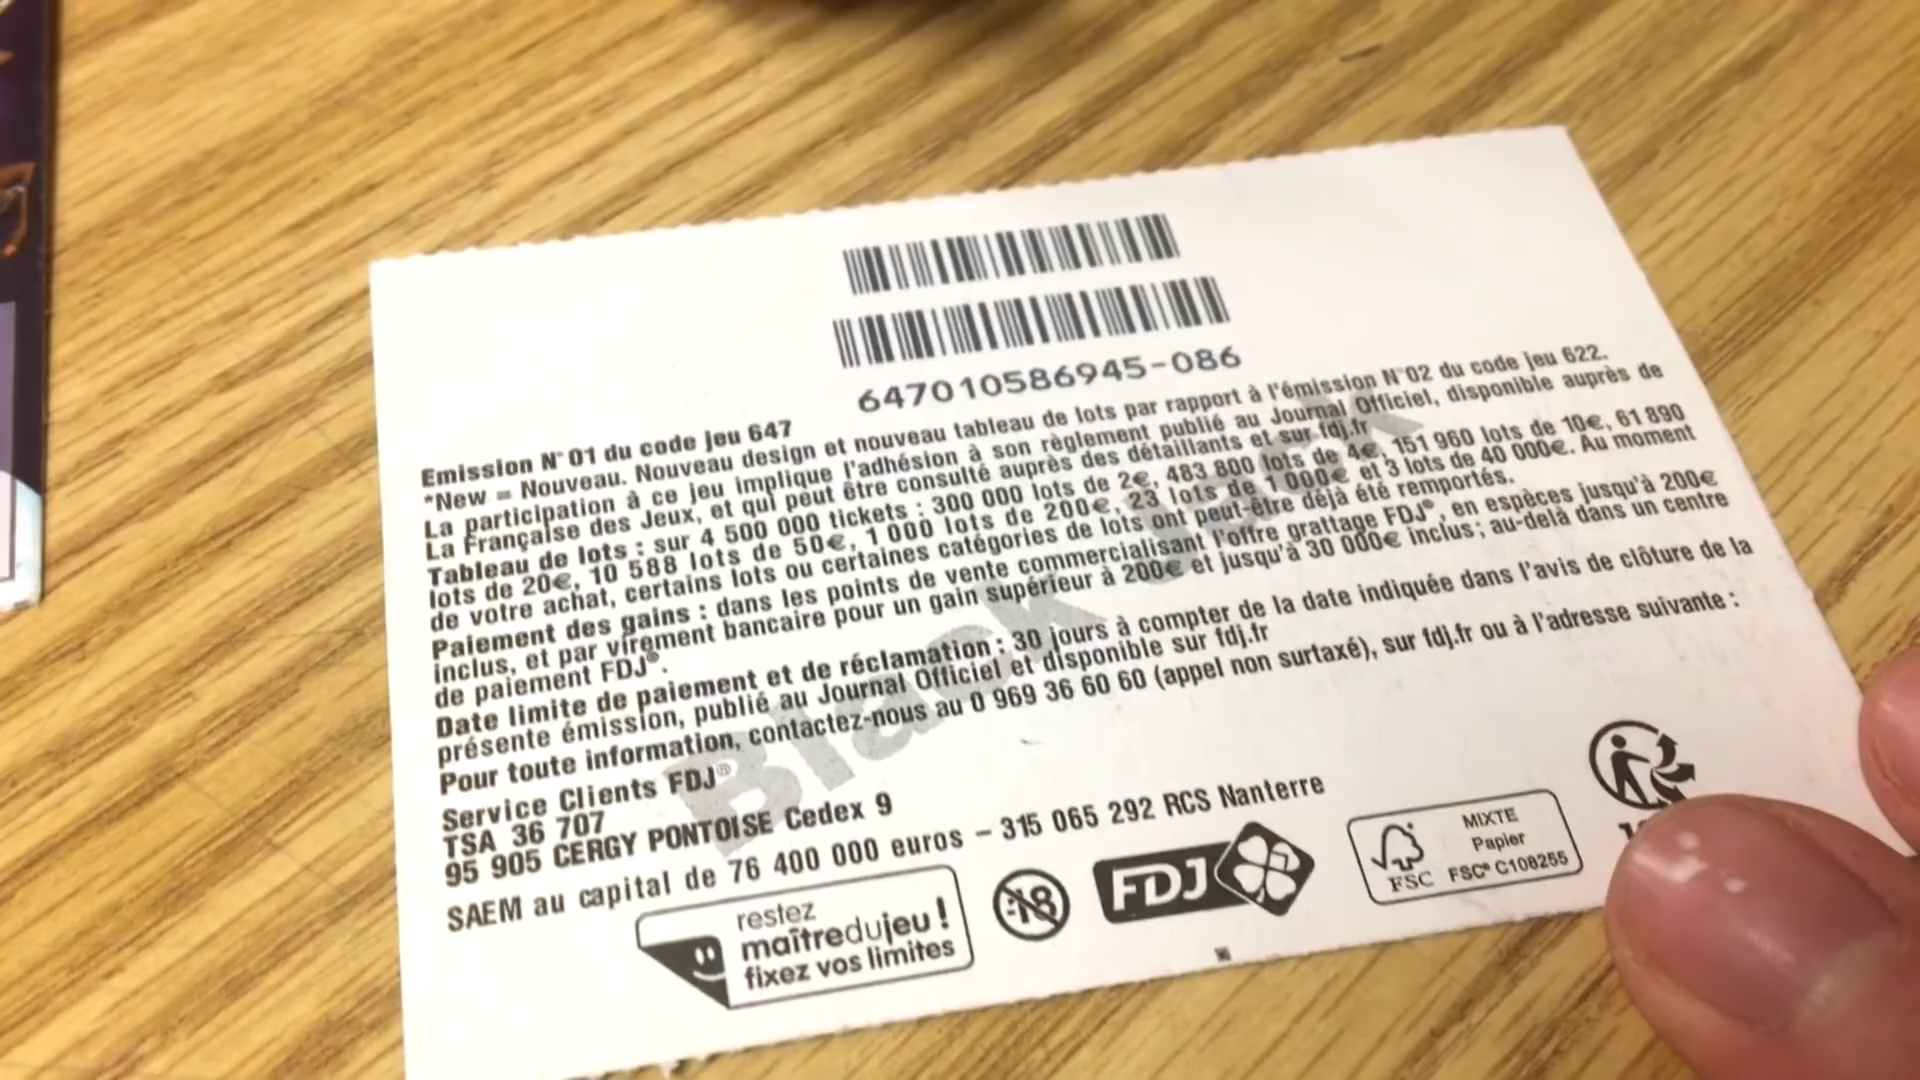 647010586945-086
Emission N°01 du code jeu 647
*New = Nouveau. Nouveau design et nouveau tableau de lots par rapport à l'émission N°02 du code jeu 622.
La participation à ce jeu implique l'adhésion à son règlement publié au Journal Officiel, disponible auprès de
La Française des Jeux, et qui peut être consulté auprès des détaillants et sur fdj.fr
Tableau de lots : sur 4 500 000 tickets : 300 000 lots de 2€, 483 800 lots de 4€, 151 960 lots de 10€, 61 890
lots de 20€, 10 588 lots de 50€, 1 000 lots de 200€, 23 lots de 1 000€ et 3 lots de 40 000€. Au moment
de votre achat, certains lots ou certaines catégories de lots ont peut-être déjà été remportés.
Paiement des gains : dans les points de vente commercialisant l'offre grattage FDJ®, en espèces jusqu'à 200€
inclus, et par virement bancaire pour un gain supérieur à 200€ et jusqu'à 30 000€ inclus; au-delà dans un centre
de paiement FDJ®.
Date limite de paiement et de réclamation : 30 jours à compter de la date indiquée dans l'avis de clôture de la
présente émission, publié au Journal Officiel et disponible sur fdj.fr
Pour toute information, contactez-nous au 0 969 36 60 60 (appel non surtaxé), sur fdj.fr ou à l'adresse suivante :
Service Clients FDJ®
TSA 36 707
95 905 CERGY PONTOISE Cedex 9
SAEM au capital de 76 400 000 euros – 315 065 292 RCS Nanterre
Black Jack
restez
maîtredujeu !
fixez vos limites
-18
FDJ
FSC
MIXTE
Papier
FSC® C108255